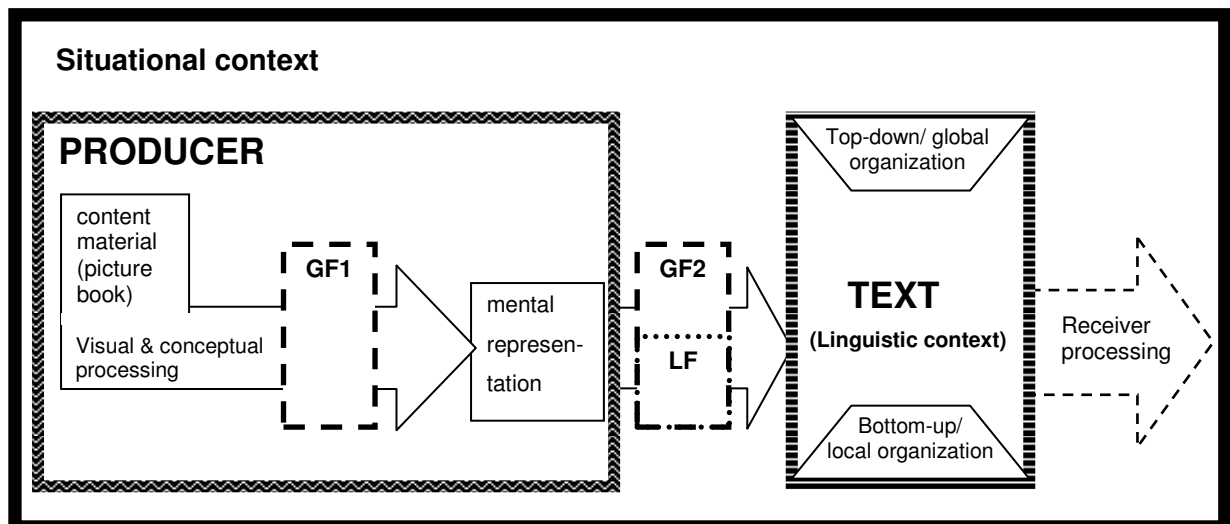 Situational context
PRODUCER
content
material
(picture
book)
Visual & conceptual
processing
GF1
mental
represen-
tation
GF2
LF
Top-down/ global
organization
TEXT
(Linguistic context)
Bottom-up/
local organization
Receiver
processing